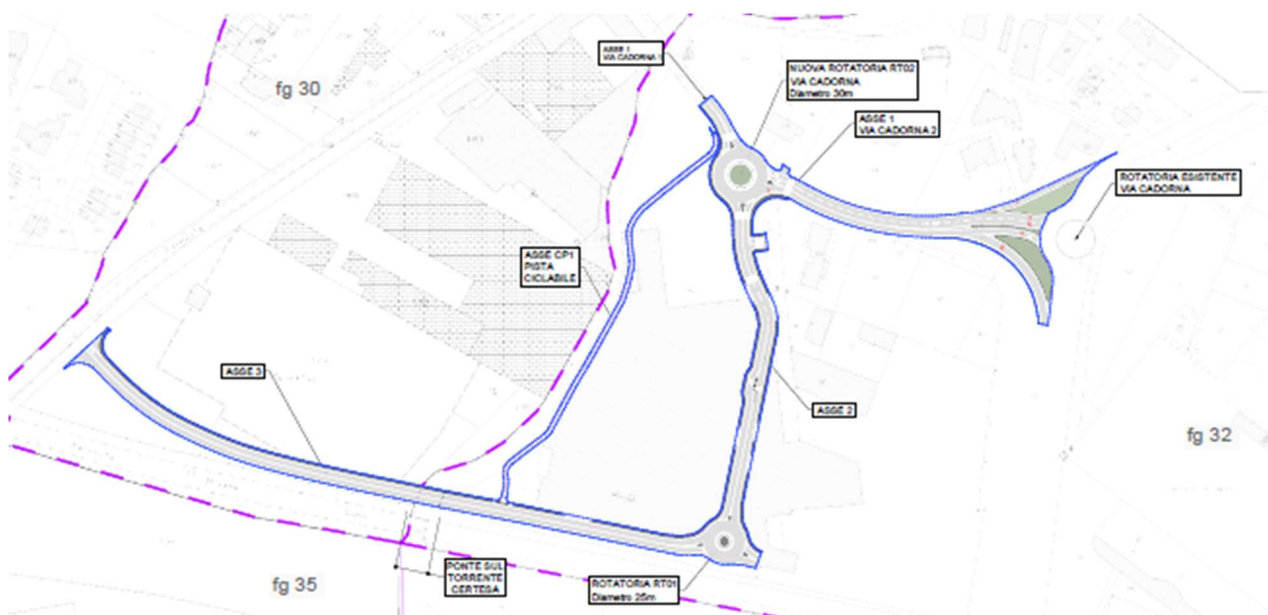 fg 30
ASSE 1
VIA CADORNA 1
NUOVA ROTATORIA RT02
VIA CADORNA
Diametro 30m
ASSE 1
VIA CADORNA 2
ROTATORIA ESISTENTE
VIA CADORNA
ASSE CP1
PISTA
CICLABILE
ASSE 3
ASSE 2
fg 32
PONTE SUL
TORRENTE
CERTESA
ROTATORIA RT01
Diametro 25m
fg 35